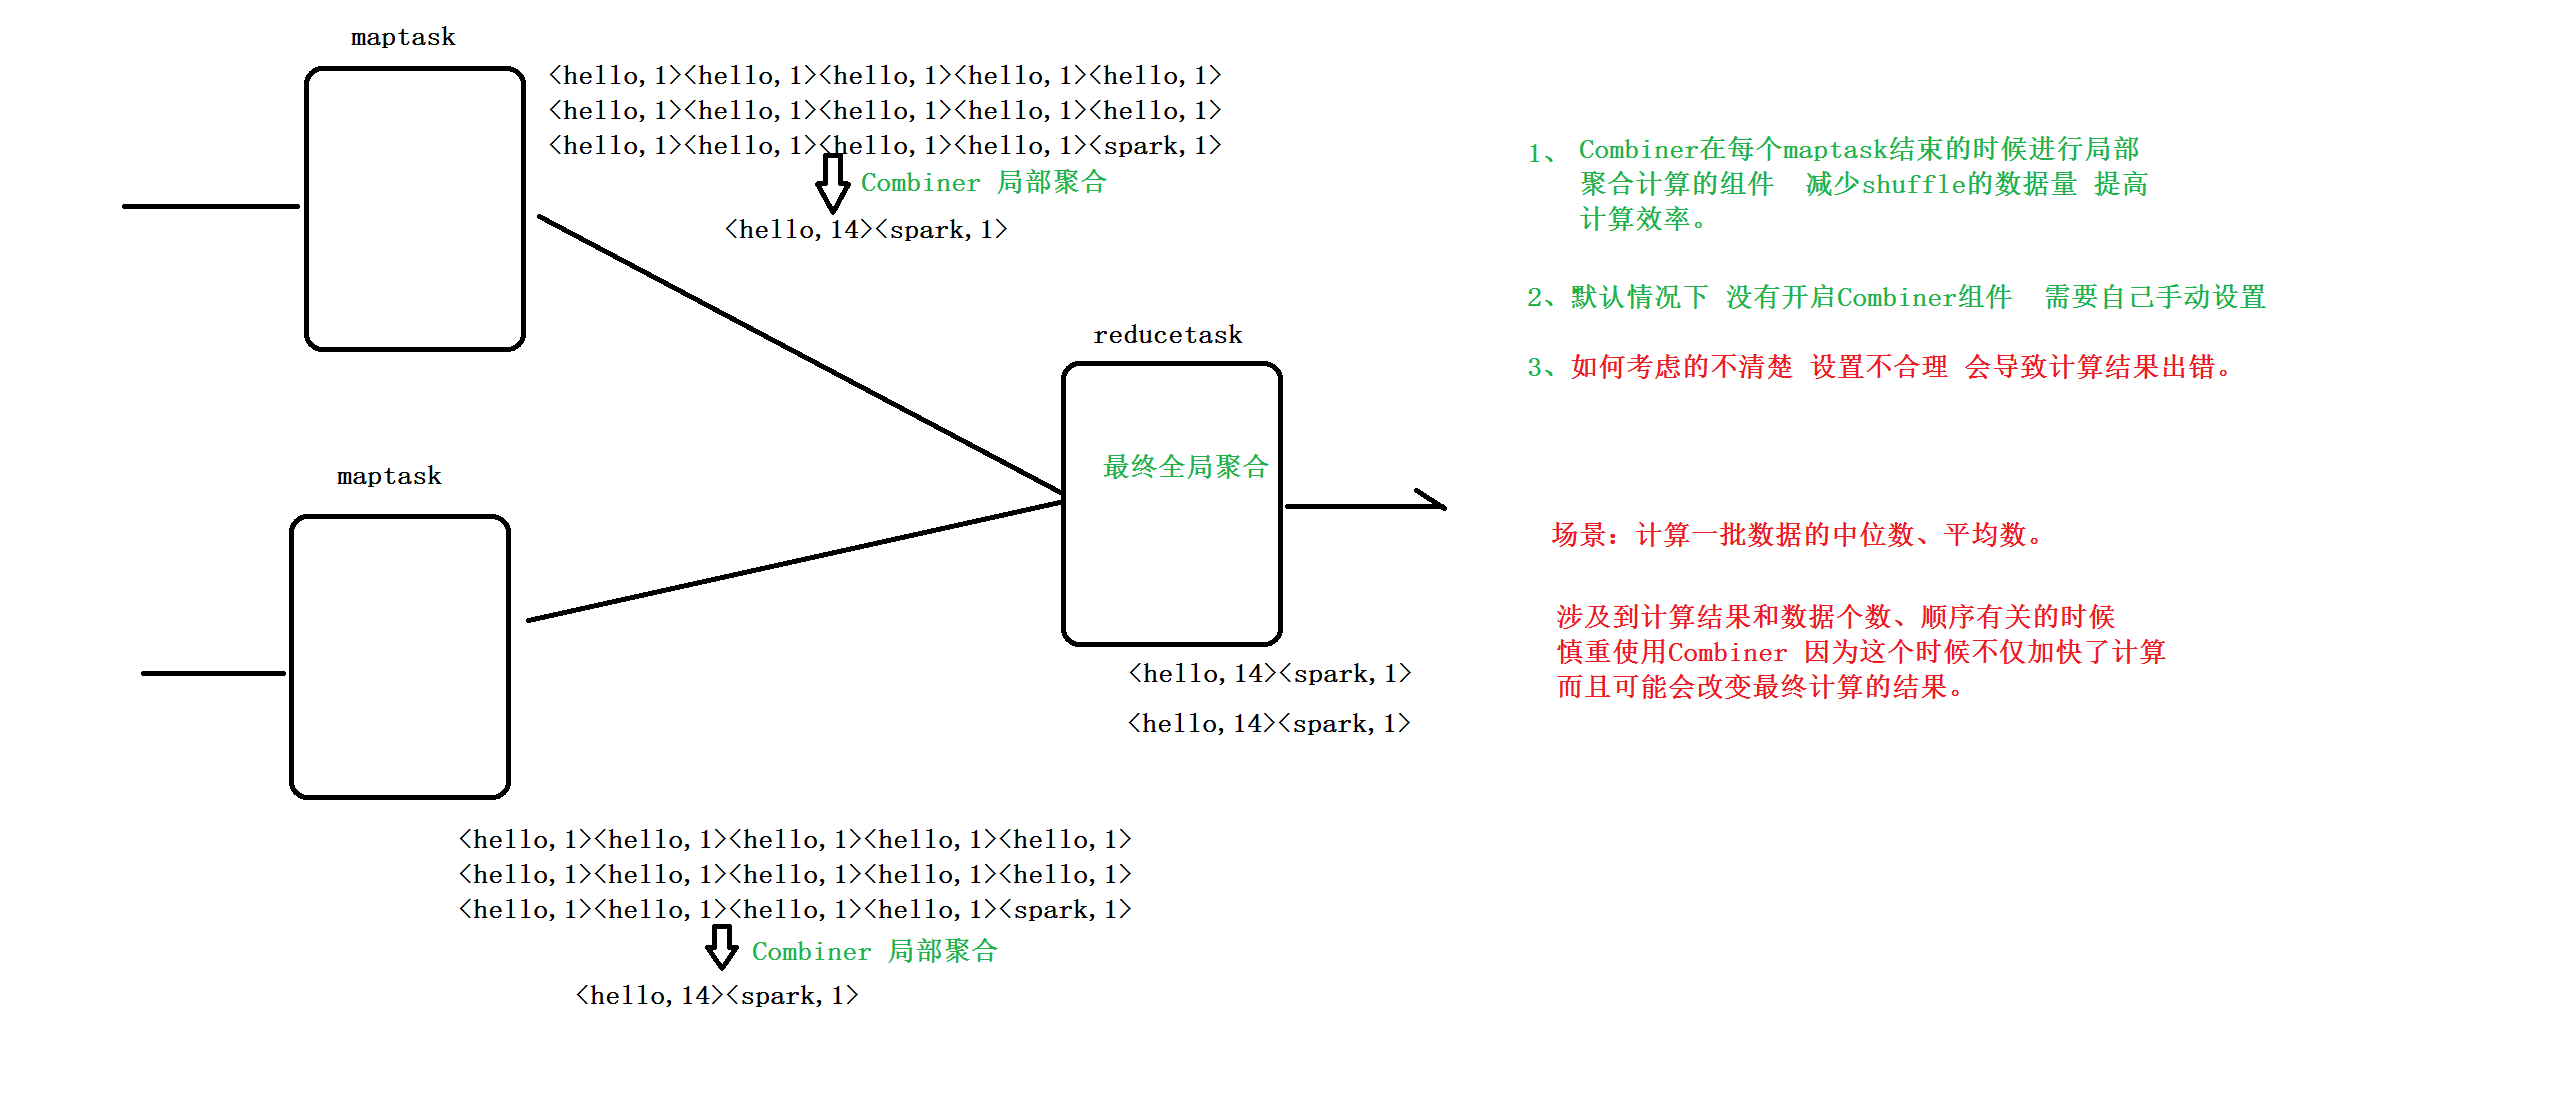 maptask
<hello,1><hello,1><hello,1><hello,1><hello,1>
<hello,1><hello,1><hello,1><hello,1><hello,1>
<hello,1><hello,1><hello,1><hello,1><spark,1>
Combiner 局部聚合
<hello,14><spark,1>
maptask
reducetask
最终全局聚合
<hello,14><spark,1>
<hello,14><spark,1>
<hello,1><hello,1><hello,1><hello,1><hello,1>
<hello,1><hello,1><hello,1><hello,1><hello,1>
<hello,1><hello,1><hello,1><hello,1><spark,1>
Combiner 局部聚合
<hello,14><spark,1>
1、 Combiner在每个maptask结束的时候进行局部
聚合计算的组件 减少shuffle的数据量 提高
计算效率。
2、默认情况下 没有开启Combiner组件 需要自己手动设置
3、如何考虑的不清楚 设置不合理 会导致计算结果出错。
场景：计算一批数据的中位数、平均数。
涉及到计算结果和数据个数、顺序有关的时候
慎重使用Combiner 因为这个时候不仅加快了计算
而且可能会改变最终计算的结果。